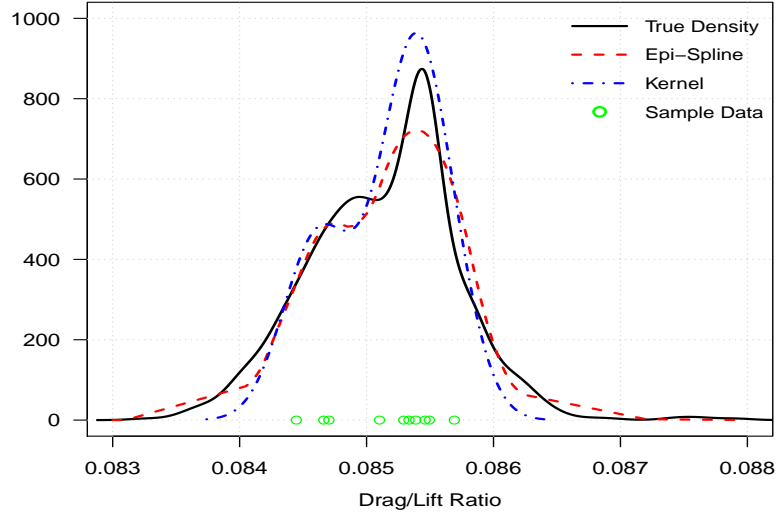 1000
800
600
400
200
0
True Density
Epi−Spline
Kernel
Sample Data
0.083 0.084 0.085 0.086 0.087 0.088
Drag/Lift Ratio